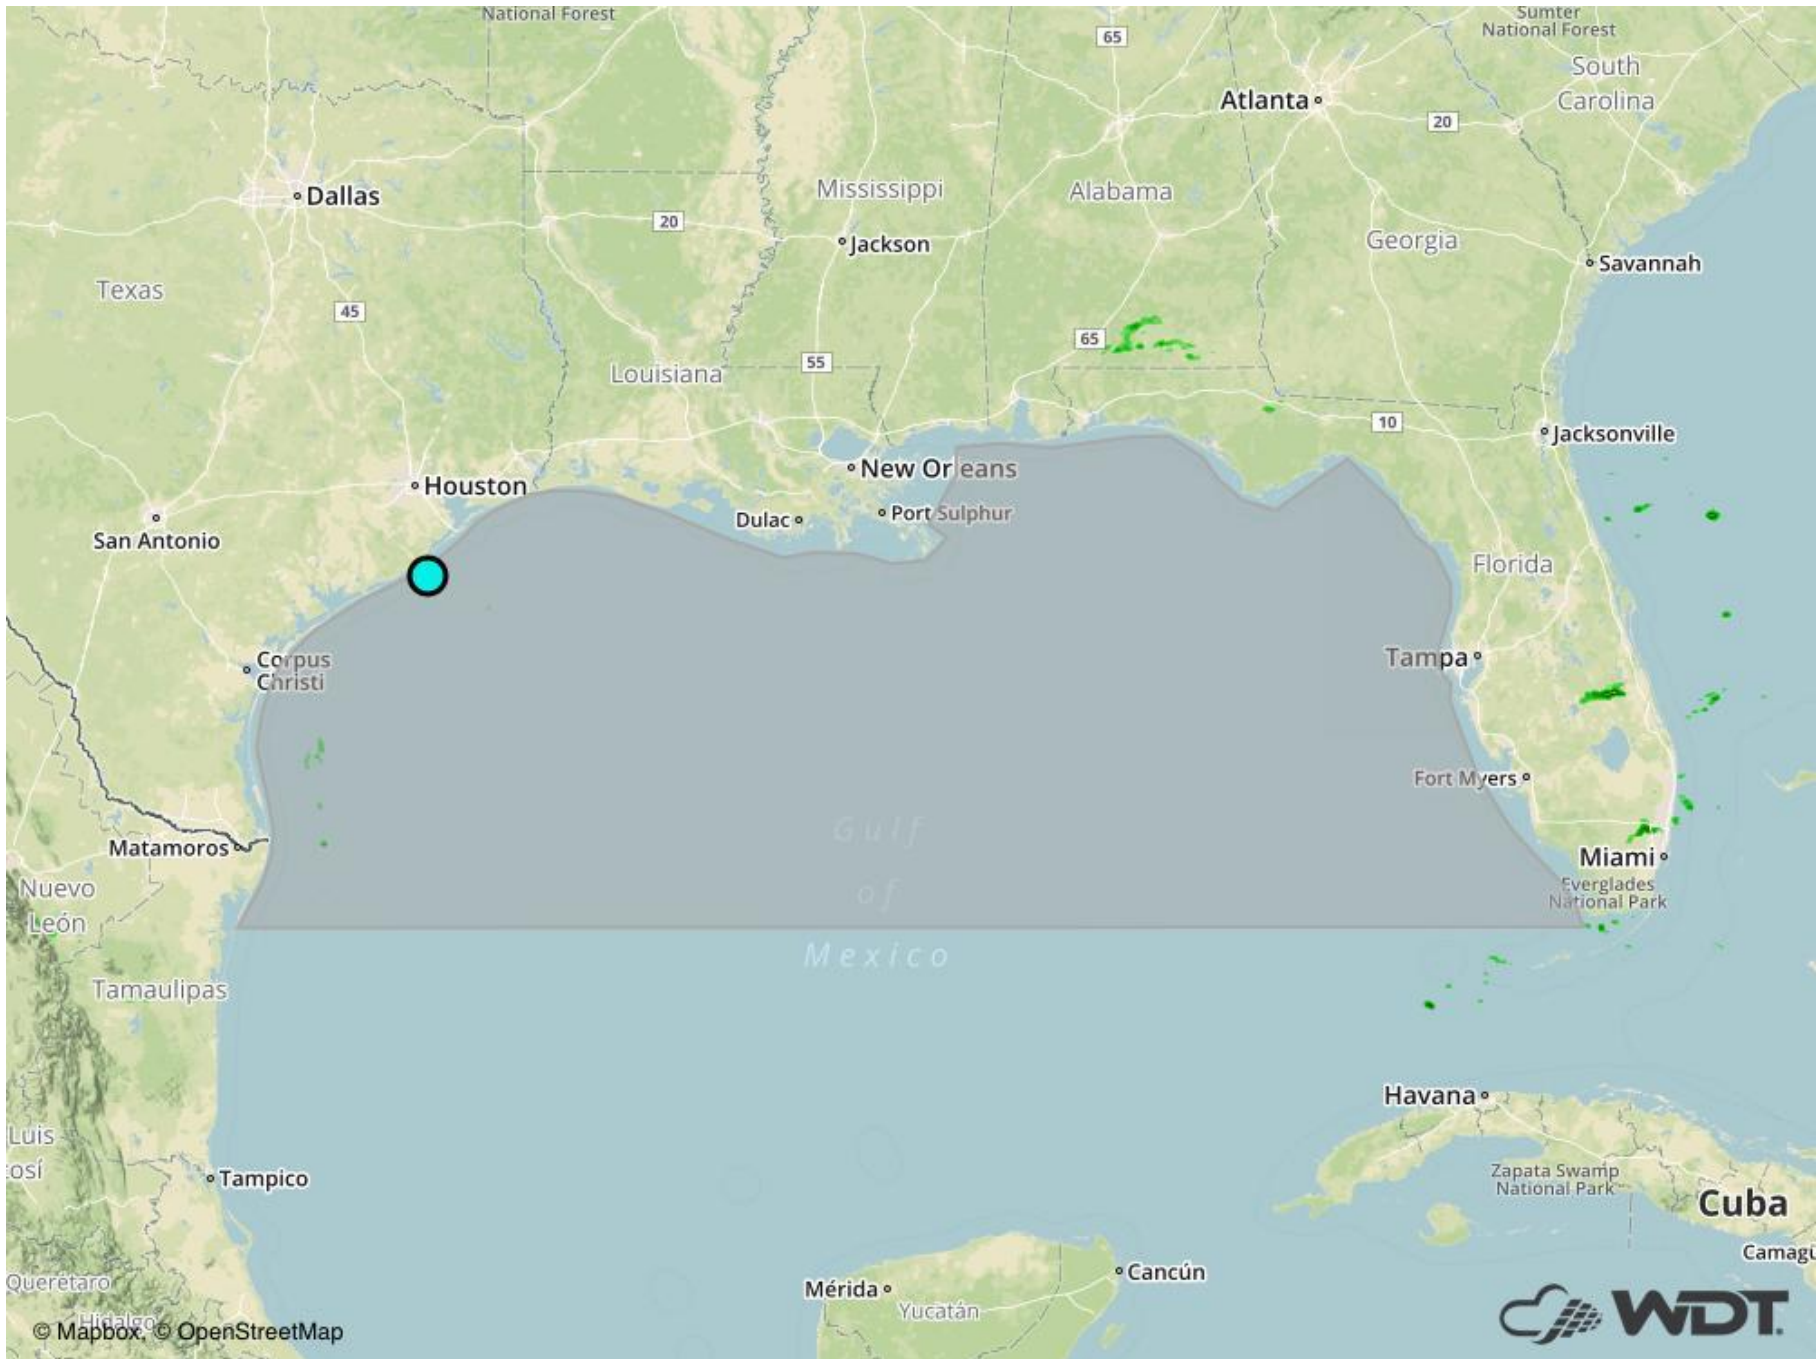 National Forest
65
Sumter
National Forest
South
Carolina
Atlanta
20
Dallas
Mississippi
Alabama
20
Jackson
Georgia
Savannah
Texas
45
65
55
Louisiana
10
Jacksonville
New Orleans
Houston
Dulac
Port Sulphur
San Antonio
Florida
Corpus
Christi
Tampa
Fort Myers
Gulf
of
Mexico
Matamoros
Miami
Everglades
National Park
Nuevo
León
Tamaulipas
Havana
Luis
osí
Tampico
Zapata Swamp
National Park
Cuba
Camagü
Cancún
Mérida
Yucatán
Querétaro
Hidalgo
© Mapbox, © OpenStreetMap
WDT